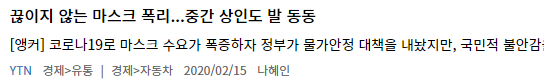 끊이지 않는 마스크 폭리...중간 상인도 발 동동
[앵커] 코로나19로 마스크 수요가 폭증하자 정부가 물가안정 대책을 내놨지만, 국민적 불안감을
YTN 경제>유통 | 경제>자동차 2020/02/15 나혜인